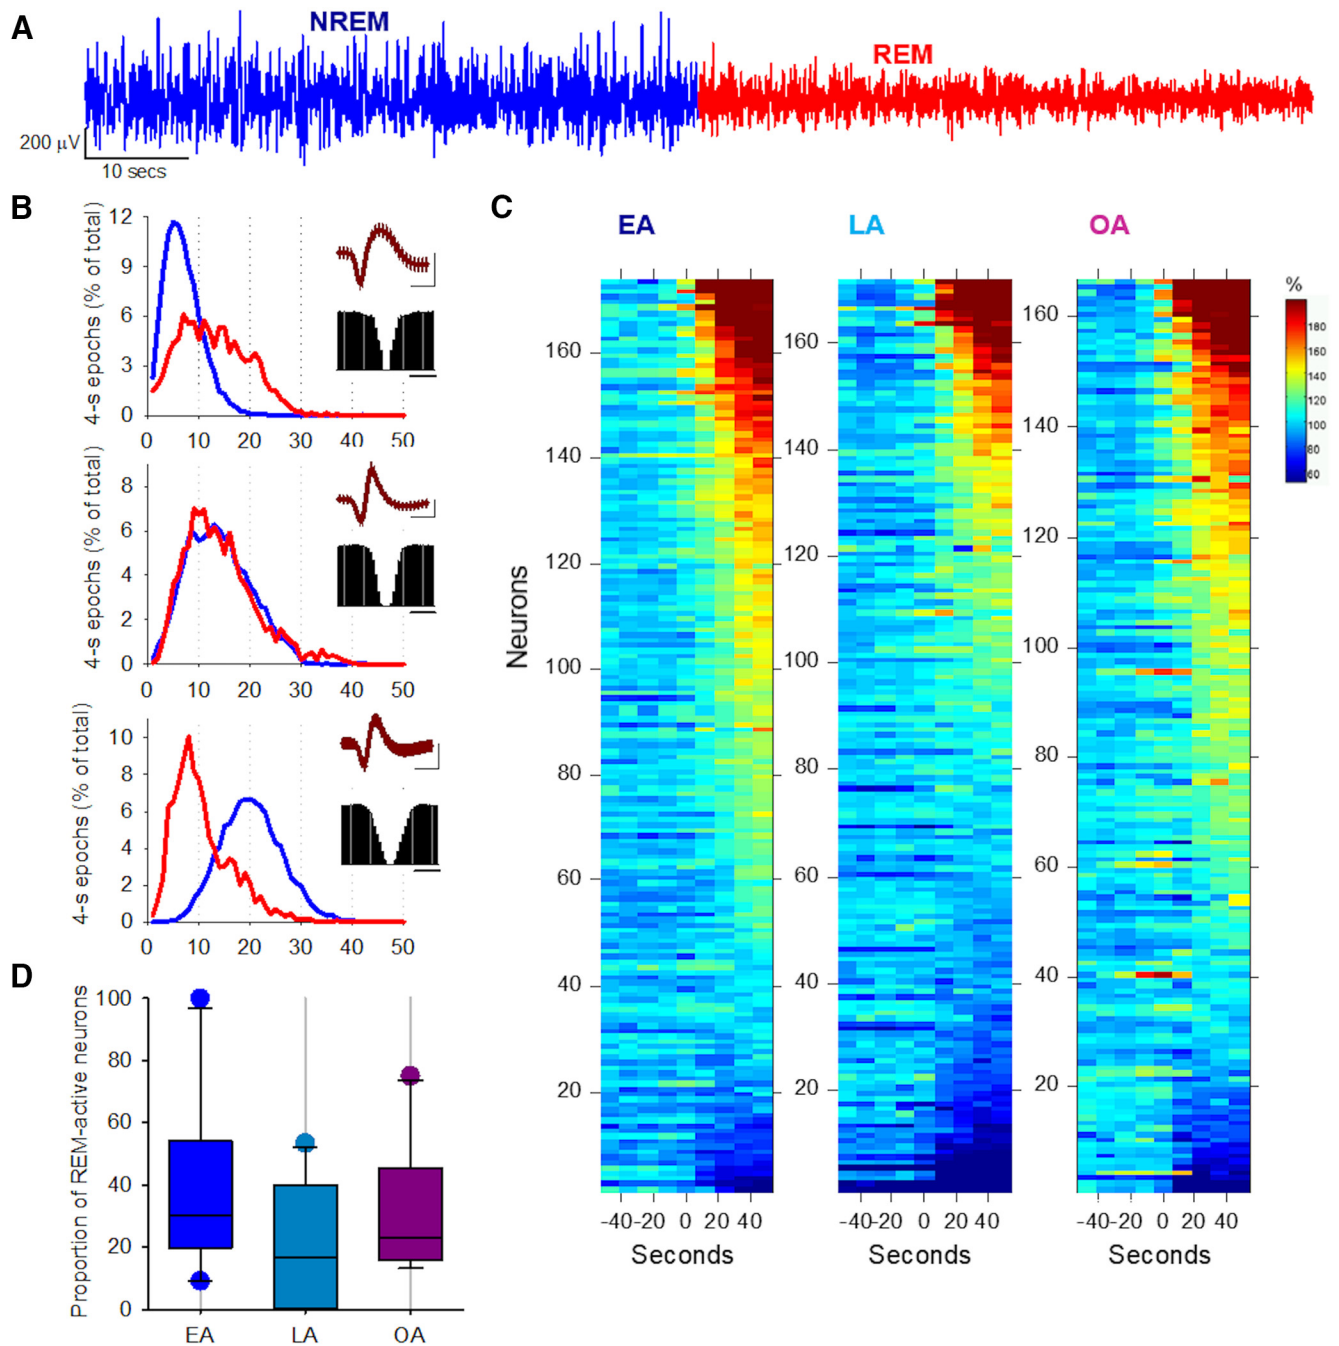 A
NREM
REM
200 µV
10 secs
B
4-s epochs (% of total)
12
9
6
3
0
0 10 20 30 40 50
4-s epochs (% of total)
8
6
4
2
0
0 10 20 30 40 50
4-s epochs (% of total)
10
8
6
4
2
0
0 10 20 30 40 50
C
EA LA OA
Neurons
160
140
120
100
80
60
40
20
-40 -20 0 20 40
Seconds
160
140
120
100
80
60
40
20
-40 -20 0 20 40
Seconds
160
140
120
100
80
60
40
20
-40 -20 0 20 40
Seconds
%
180
160
140
120
100
80
60
D
Proportion of REM-active neurons
100
80
60
40
20
0
EA LA OA